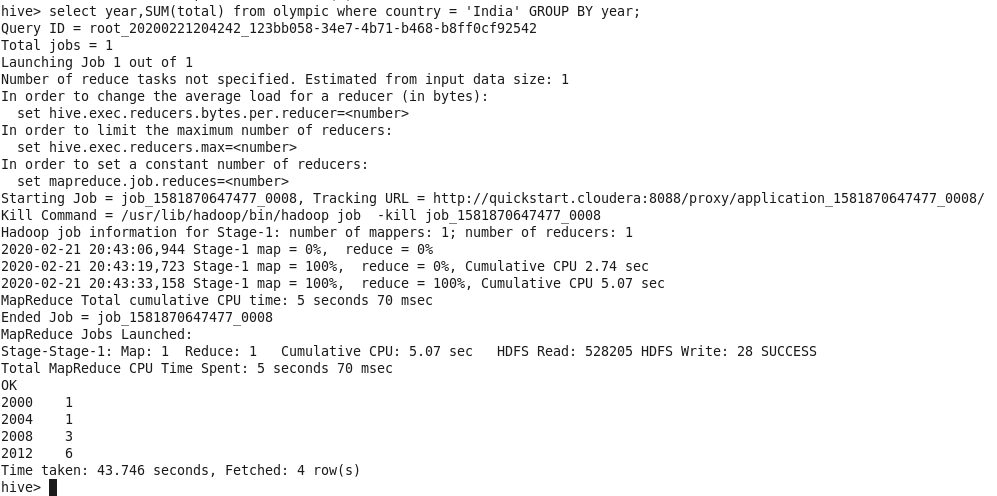 hive> select year,SUM(total) from olympic where country = 'India' GROUP BY year;
Query ID = root_20200221204242_123bb058-34e7-4b71-b468-b8ff0cf92542
Total jobs = 1
Launching Job 1 out of 1
Number of reduce tasks not specified. Estimated from input data size: 1
In order to change the average load for a reducer (in bytes):
  set hive.exec.reducers.bytes.per.reducer=<number>
In order to limit the maximum number of reducers:
  set hive.exec.reducers.max=<number>
In order to set a constant number of reducers:
  set mapreduce.job.reduces=<number>
Starting Job = job_1581870647477_0008, Tracking URL = http://quickstart.cloudera:8088/proxy/application_1581870647477_0008/
Kill Command = /usr/lib/hadoop/bin/hadoop job  -kill job_1581870647477_0008
Hadoop job information for Stage-1: number of mappers: 1; number of reducers: 1
2020-02-21 20:43:06,944 Stage-1 map = 0%,  reduce = 0%
2020-02-21 20:43:19,723 Stage-1 map = 100%,  reduce = 0%, Cumulative CPU 2.74 sec
2020-02-21 20:43:33,158 Stage-1 map = 100%,  reduce = 100%, Cumulative CPU 5.07 sec
MapReduce Total cumulative CPU time: 5 seconds 70 msec
Ended Job = job_1581870647477_0008
MapReduce Jobs Launched:
Stage-Stage-1: Map: 1  Reduce: 1   Cumulative CPU: 5.07 sec   HDFS Read: 528205 HDFS Write: 28 SUCCESS
Total MapReduce CPU Time Spent: 5 seconds 70 msec
OK
2000    1
2004    1
2008    3
2012    6
Time taken: 43.746 seconds, Fetched: 4 row(s)
hive>